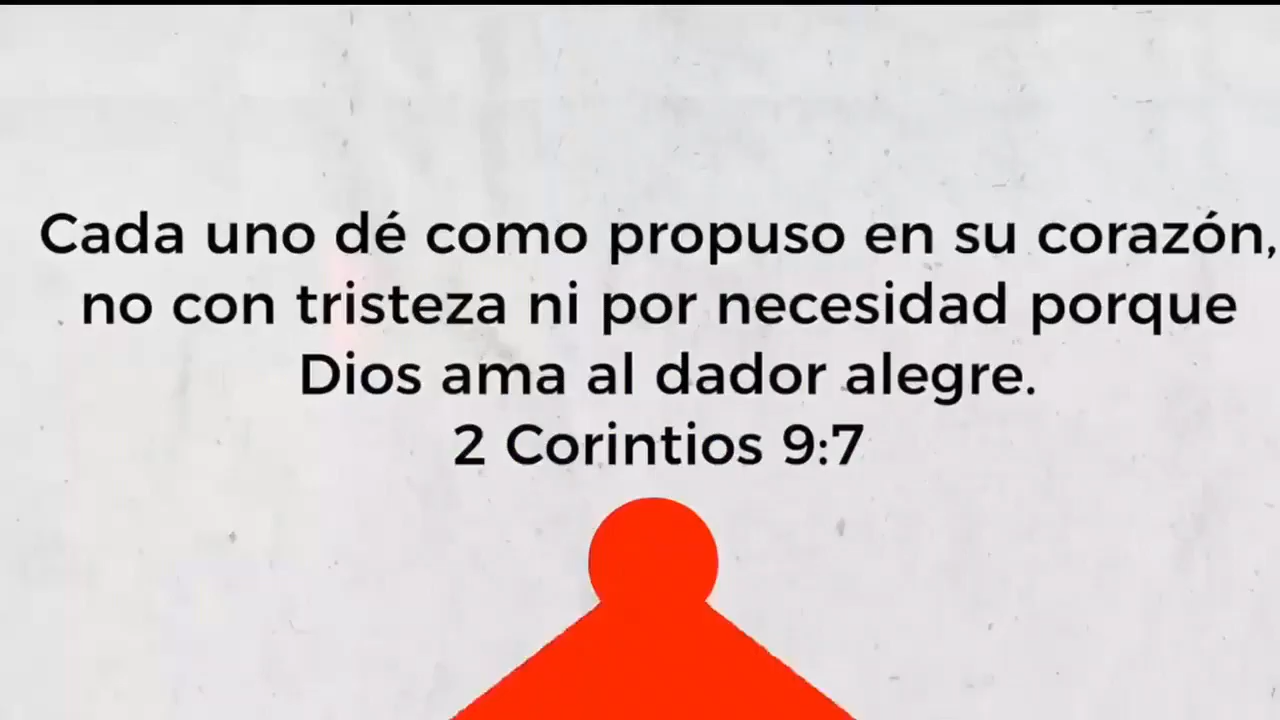 Cada uno dé como propuso en su corazón,
no con tristeza ni por necesidad porque
Dios ama al dador alegre.
2 Corintios 9:7